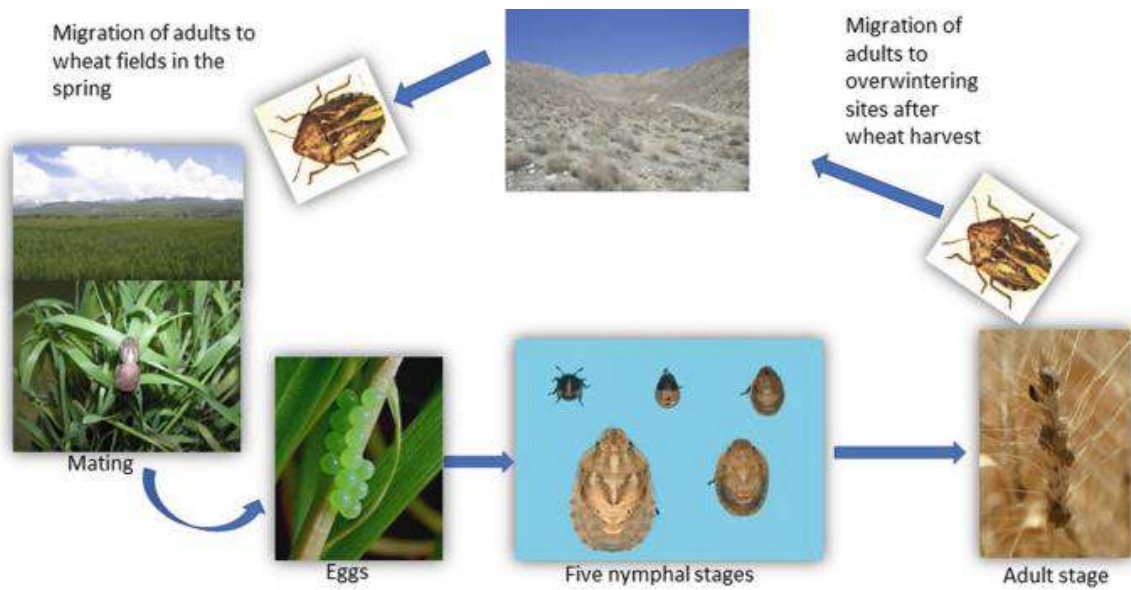 Migration of adults to
wheat fields in the
spring
Migration of
adults to
overwintering
sites after
wheat harvest
Mating
Eggs
Five nymphal stages
Adult stage